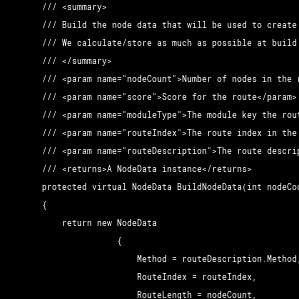 /// <summary>
/// Build the node data that will be used to create
/// We calculate/store as much as possible at build
/// </summary>
/// <param name="nodeCount">Number of nodes in the
/// <param name="score">Score for the route</param>
/// <param name="moduleType">The module key the rout
/// <param name="routeIndex">The route index in the
/// <param name="routeDescription">The route descrip
/// <returns>A NodeData instance</returns>
protected virtual NodeData BuildNodeData(int nodeCou
{
return new NodeData
{
Method = routeDescription.Method,
RouteIndex = routeIndex,
RouteLength = nodeCount,